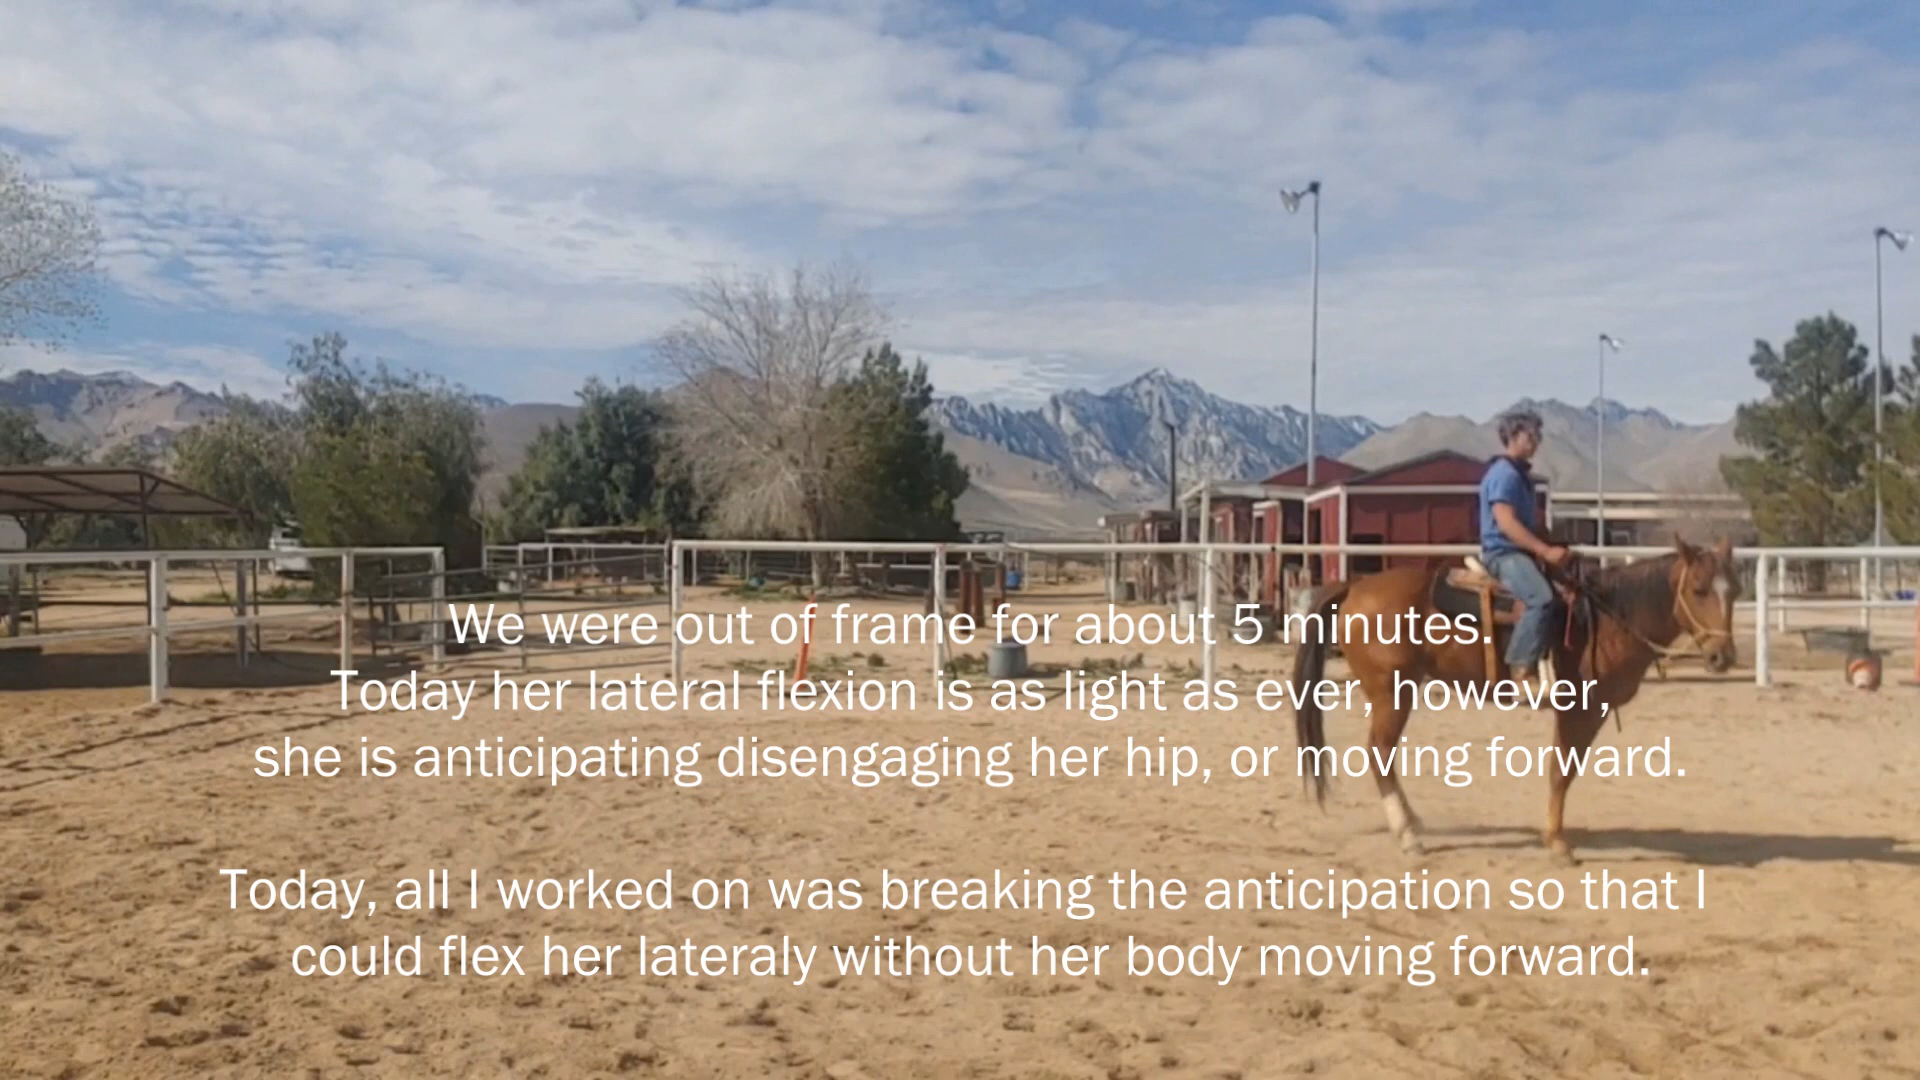 We were out of frame for about 5 minutes.
Today her lateral flexion is as light as ever, however,
she is anticipating disengaging her hip, or moving forward.
Today, all I worked on was breaking the anticipation so that I
could flex her lateraly without her body moving forward.